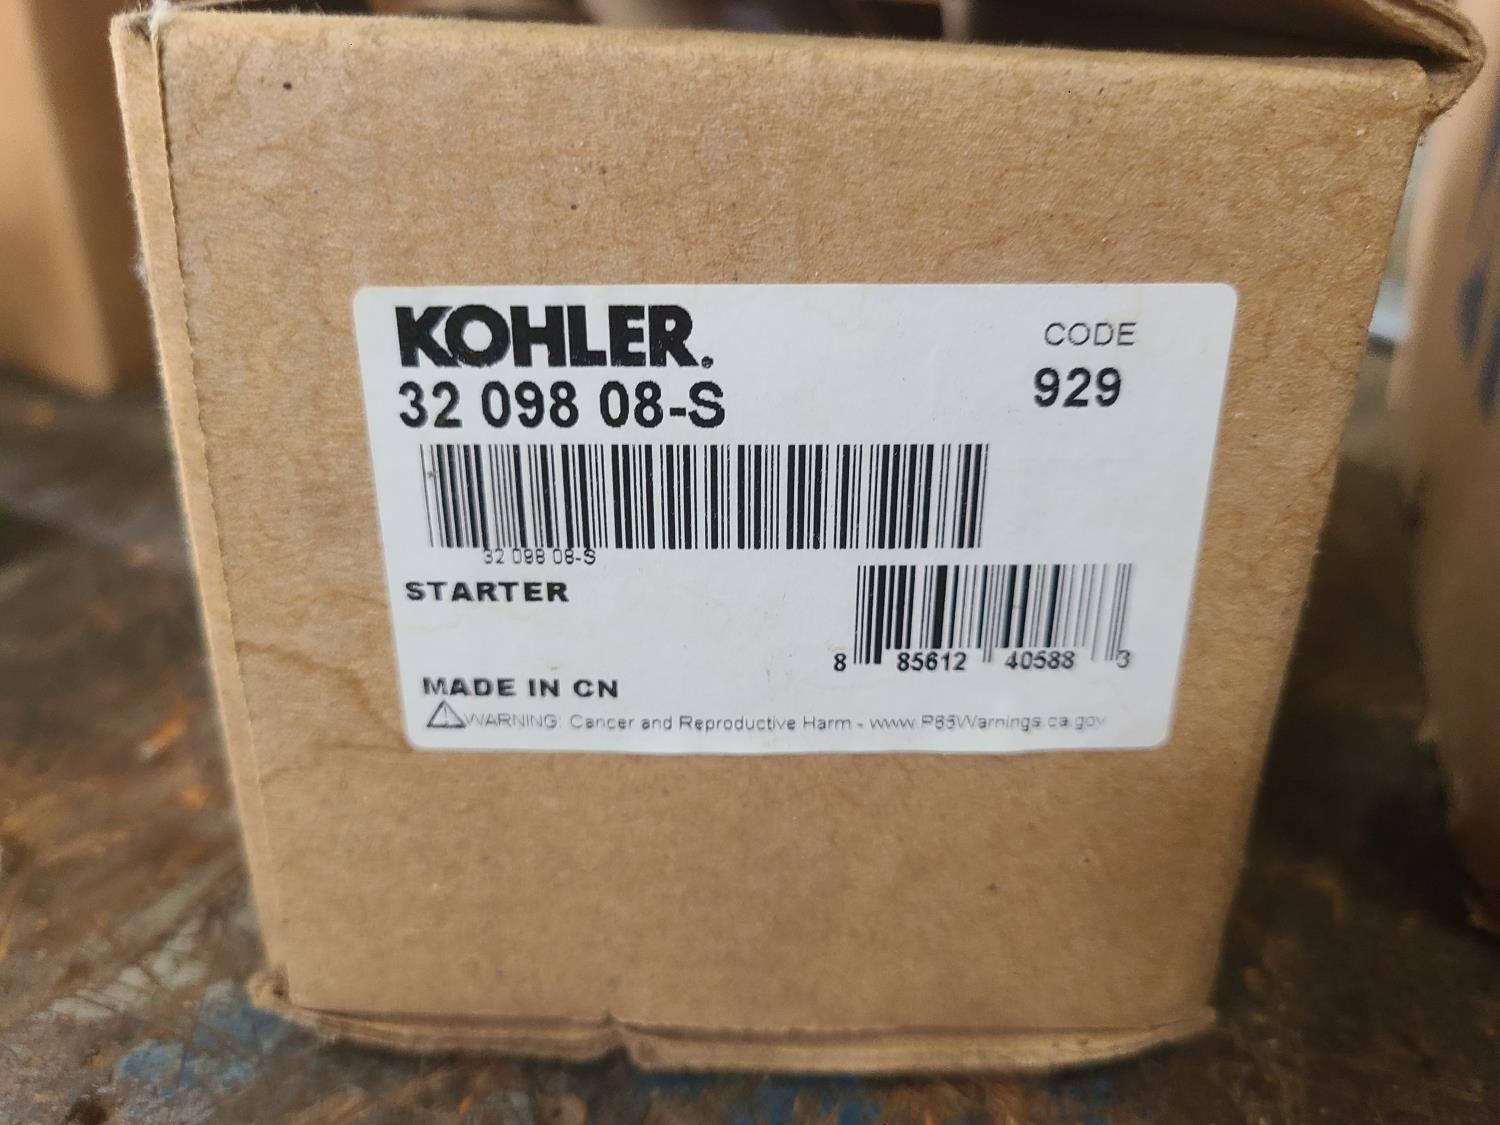 KOHLER.
CODE
32 098 08-S
929
32 098 08-S
STARTER
8 85612 40588 3
MADE IN CN
WARNING: Cancer and Reproductive Harm - www.P65Warnings.ca.gov